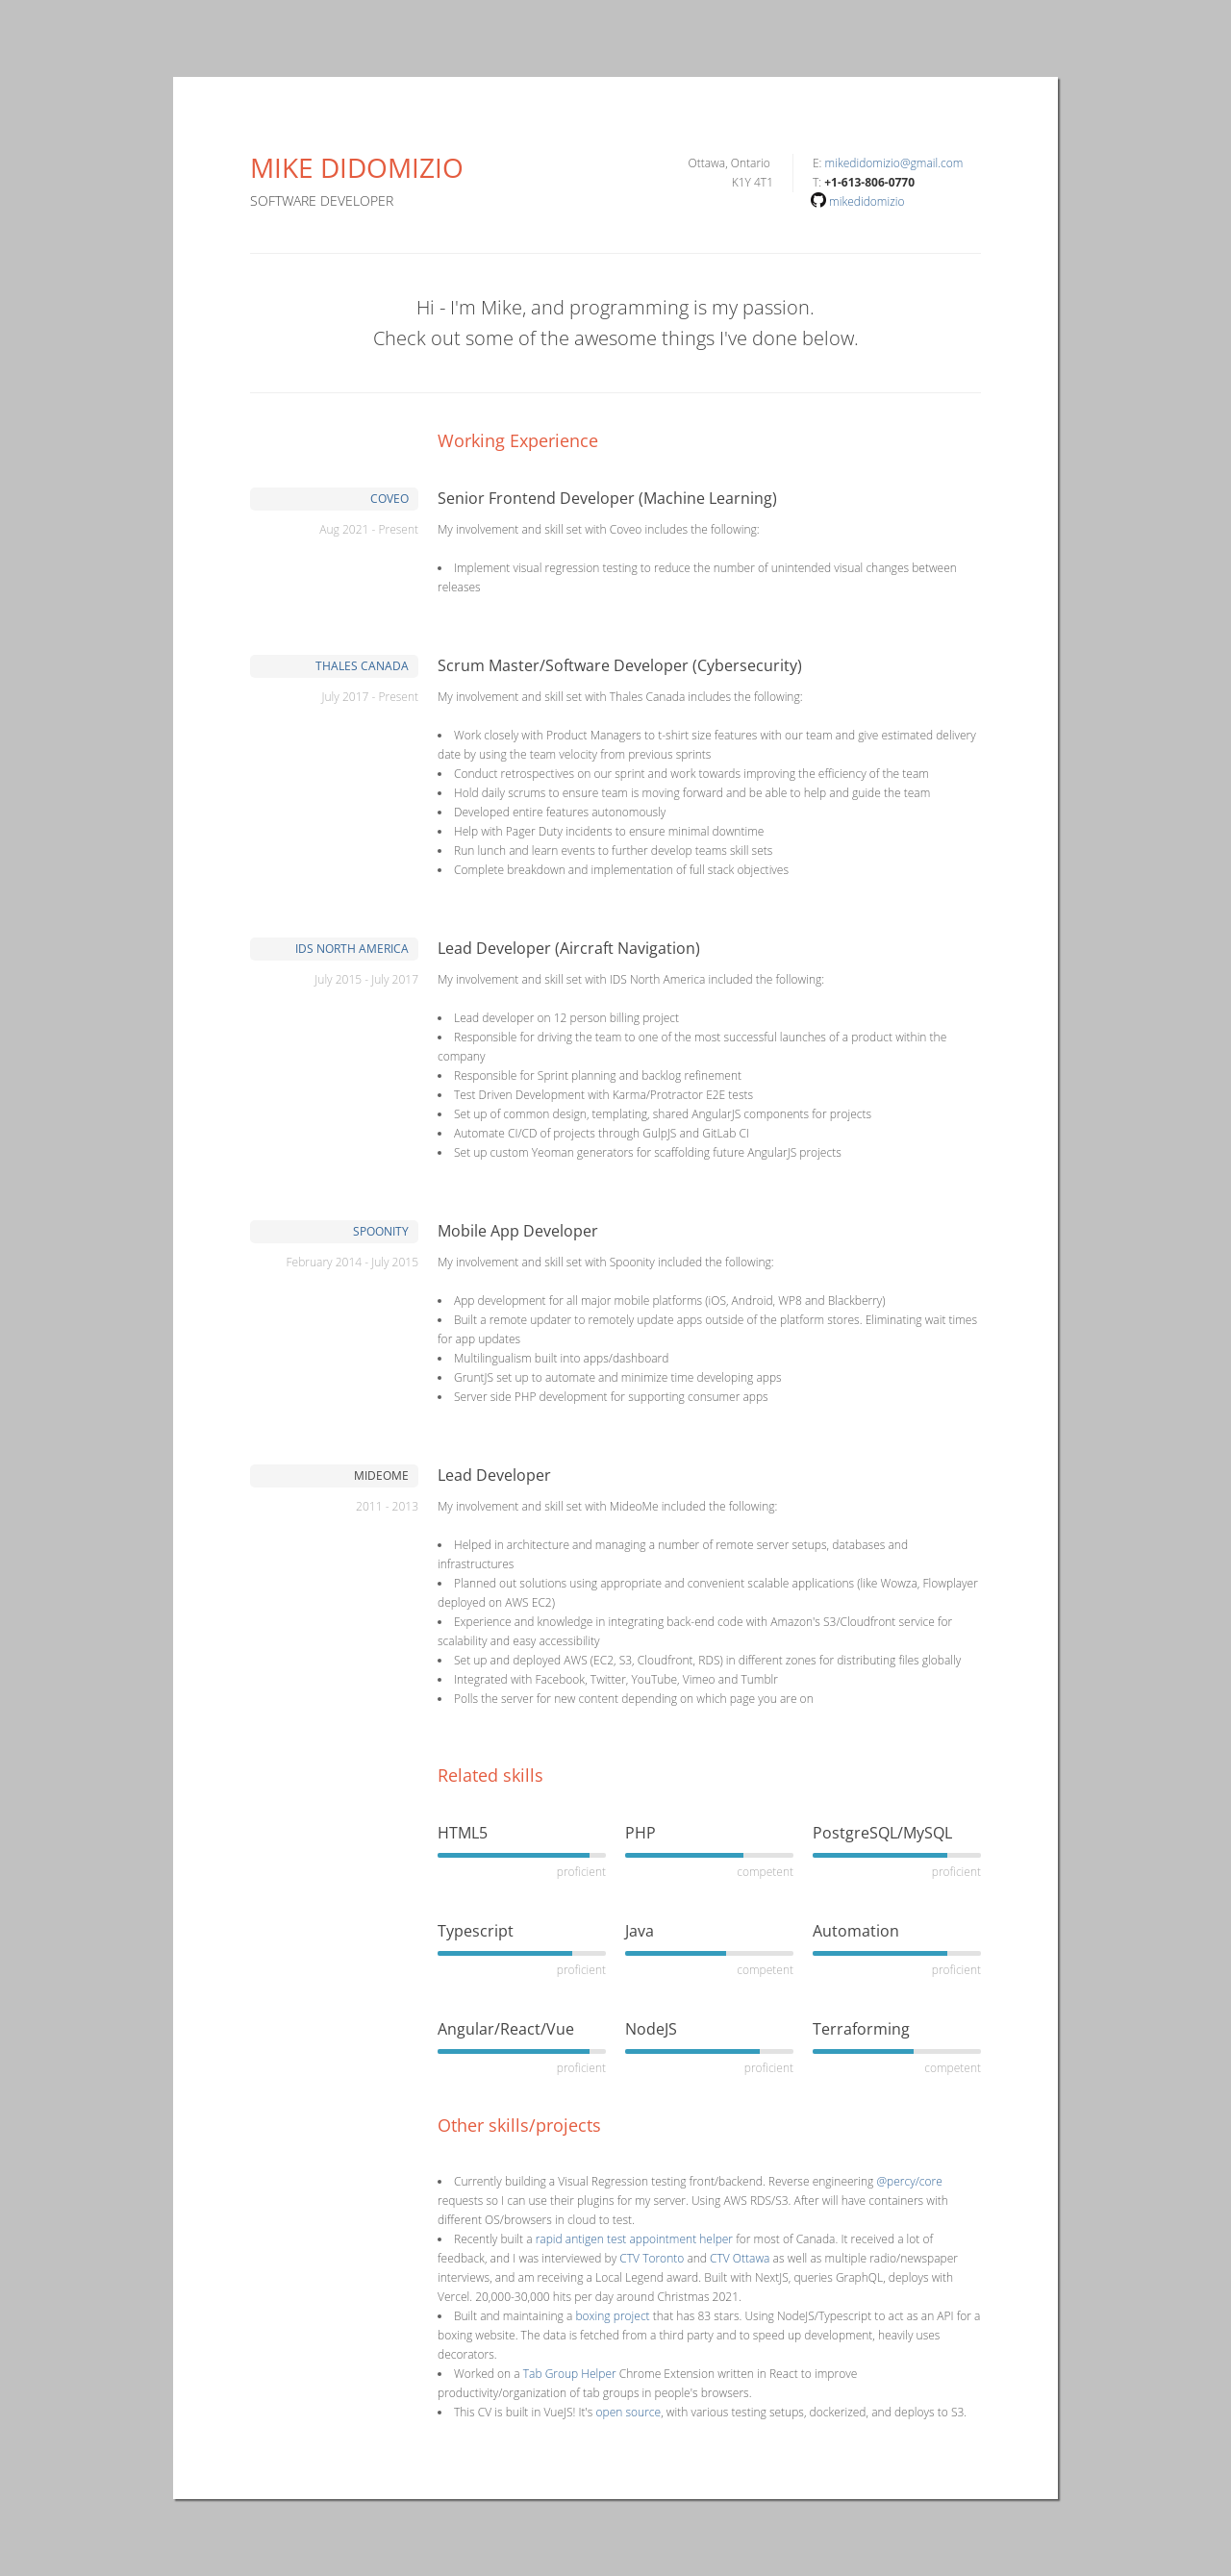 MIKE DIDOMIZIO
SOFTWARE DEVELOPER
Ottawa, Ontario
K1Y 4T1
E: mikedidomizio@gmail.com
T: +1-613-806-0770
mikedidomizio
Hi - I'm Mike, and programming is my passion.
Check out some of the awesome things I've done below.
Working Experience
COVEO
Aug 2021 - Present
Senior Frontend Developer (Machine Learning)
My involvement and skill set with Coveo includes the following:
• Implement visual regression testing to reduce the number of unintended visual changes between
releases
THALES CANADA
July 2017 - Present
Scrum Master/Software Developer (Cybersecurity)
My involvement and skill set with Thales Canada includes the following:
• Work closely with Product Managers to t-shirt size features with our team and give estimated delivery
date by using the team velocity from previous sprints
• Conduct retrospectives on our sprint and work towards improving the efficiency of the team
• Hold daily scrums to ensure team is moving forward and be able to help and guide the team
• Developed entire features autonomously
• Help with Pager Duty incidents to ensure minimal downtime
• Run lunch and learn events to further develop teams skill sets
• Complete breakdown and implementation of full stack objectives
IDS NORTH AMERICA
July 2015 - July 2017
Lead Developer (Aircraft Navigation)
My involvement and skill set with IDS North America included the following:
• Lead developer on 12 person billing project
• Responsible for driving the team to one of the most successful launches of a product within the
company
• Responsible for Sprint planning and backlog refinement
• Test Driven Development with Karma/Protractor E2E tests
• Set up of common design, templating, shared AngularJS components for projects
• Automate CI/CD of projects through GulpJS and GitLab CI
• Set up custom Yeoman generators for scaffolding future AngularJS projects
SPOONITY
February 2014 - July 2015
Mobile App Developer
My involvement and skill set with Spoonity included the following:
• App development for all major mobile platforms (iOS, Android, WP8 and Blackberry)
• Built a remote updater to remotely update apps outside of the platform stores. Eliminating wait times
for app updates
• Multilingualism built into apps/dashboard
• GruntJS set up to automate and minimize time developing apps
• Server side PHP development for supporting consumer apps
MIDEOME
2011 - 2013
Lead Developer
My involvement and skill set with MideoMe included the following:
• Helped in architecture and managing a number of remote server setups, databases and
infrastructures
• Planned out solutions using appropriate and convenient scalable applications (like Wowza, Flowplayer
deployed on AWS EC2)
• Experience and knowledge in integrating back-end code with Amazon's S3/Cloudfront service for
scalability and easy accessibility
• Set up and deployed AWS (EC2, S3, Cloudfront, RDS) in different zones for distributing files globally
• Integrated with Facebook, Twitter, YouTube, Vimeo and Tumblr
• Polls the server for new content depending on which page you are on
Related skills
HTML5
proficient
PHP
competent
PostgreSQL/MySQL
proficient
Typescript
proficient
Java
competent
Automation
proficient
Angular/React/Vue
proficient
NodeJS
proficient
Terraforming
competent
Other skills/projects
• Currently building a Visual Regression testing front/backend. Reverse engineering @percy/core
requests so I can use their plugins for my server. Using AWS RDS/S3. After will have containers with
different OS/browsers in cloud to test.
• Recently built a rapid antigen test appointment helper for most of Canada. It received a lot of
feedback, and I was interviewed by CTV Toronto and CTV Ottawa as well as multiple radio/newspaper
interviews, and am receiving a Local Legend award. Built with NextJS, queries GraphQL, deploys with
Vercel. 20,000-30,000 hits per day around Christmas 2021.
• Built and maintaining a boxing project that has 83 stars. Using NodeJS/Typescript to act as an API for a
boxing website. The data is fetched from a third party and to speed up development, heavily uses
decorators.
• Worked on a Tab Group Helper Chrome Extension written in React to improve
productivity/organization of tab groups in people's browsers.
• This CV is built in VueJS! It's open source, with various testing setups, dockerized, and deploys to S3.